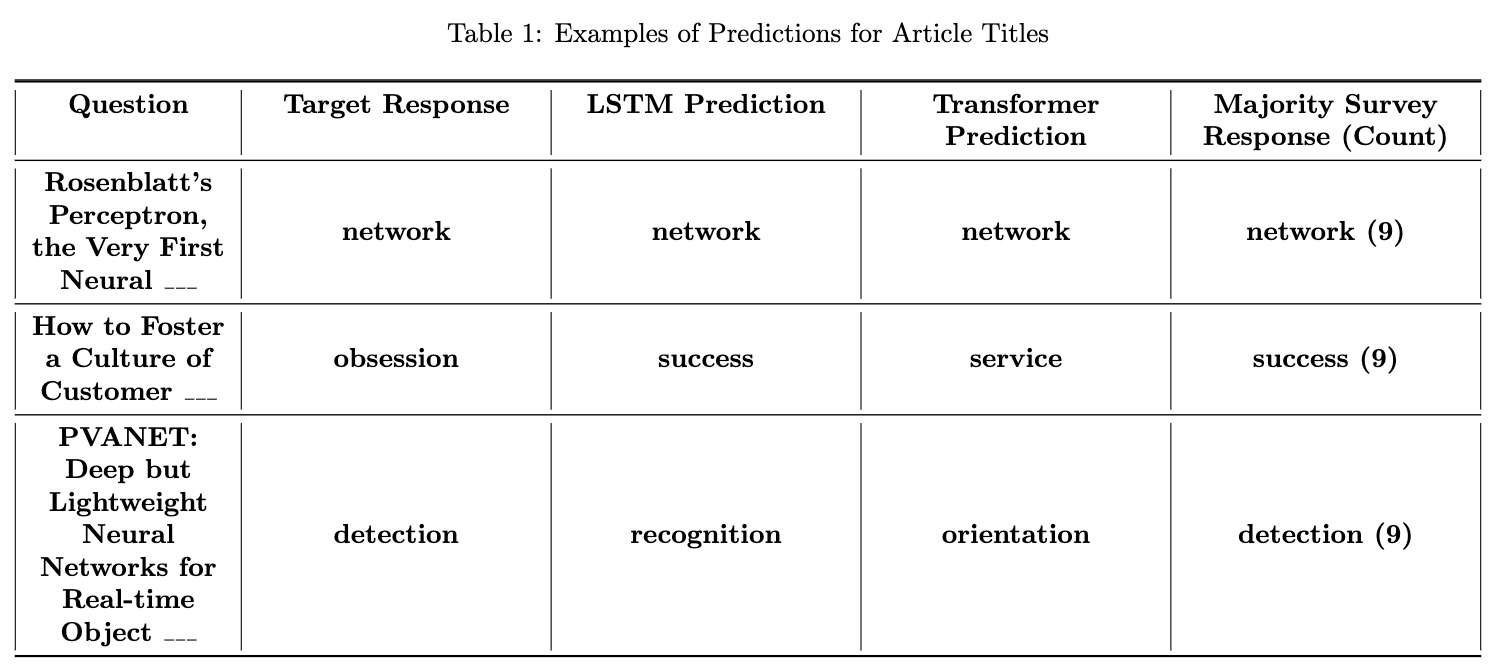 Table 1: Examples of Predictions for Article Titles
Question
Target Response
LSTM Prediction
Transformer
Prediction
Majority Survey
Response (Count)
Rosenblatt's
Perceptron,
the Very First
Neural ___
network
network
network
network (9)
How to Foster
a Culture of
Customer ___
obsession
success
service
success (9)
PVANET:
Deep but
Lightweight
Neural
Networks for
Real-time
Object ___
detection
recognition
orientation
detection (9)